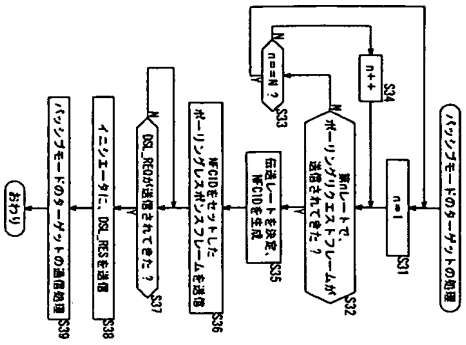 パッシブモードのターゲットの処理
S31
n=1
S32
第nレートで、
ポーリングリクエストフレームが
送信されてきた？
N
Y
S33
n==N ?
N
Y
S34
n++
S35
伝送レートを決定、
NFCIDを生成
S36
NFCIDをセットした
ポーリングレスポンスフレームを送信
S37
DSL_REQが送信されてきた？
N
Y
S38
イニシエータに、DSL_RESを送信
S39
パッシブモードのターゲットの通信処理
おわり